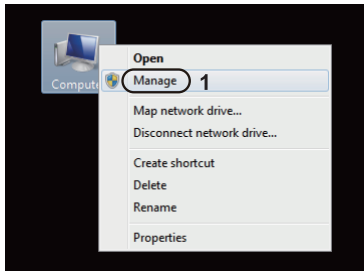 Open
Compute
Manage
1
Map network drive...
Disconnect network drive...
Create shortcut
Delete
Rename
Properties